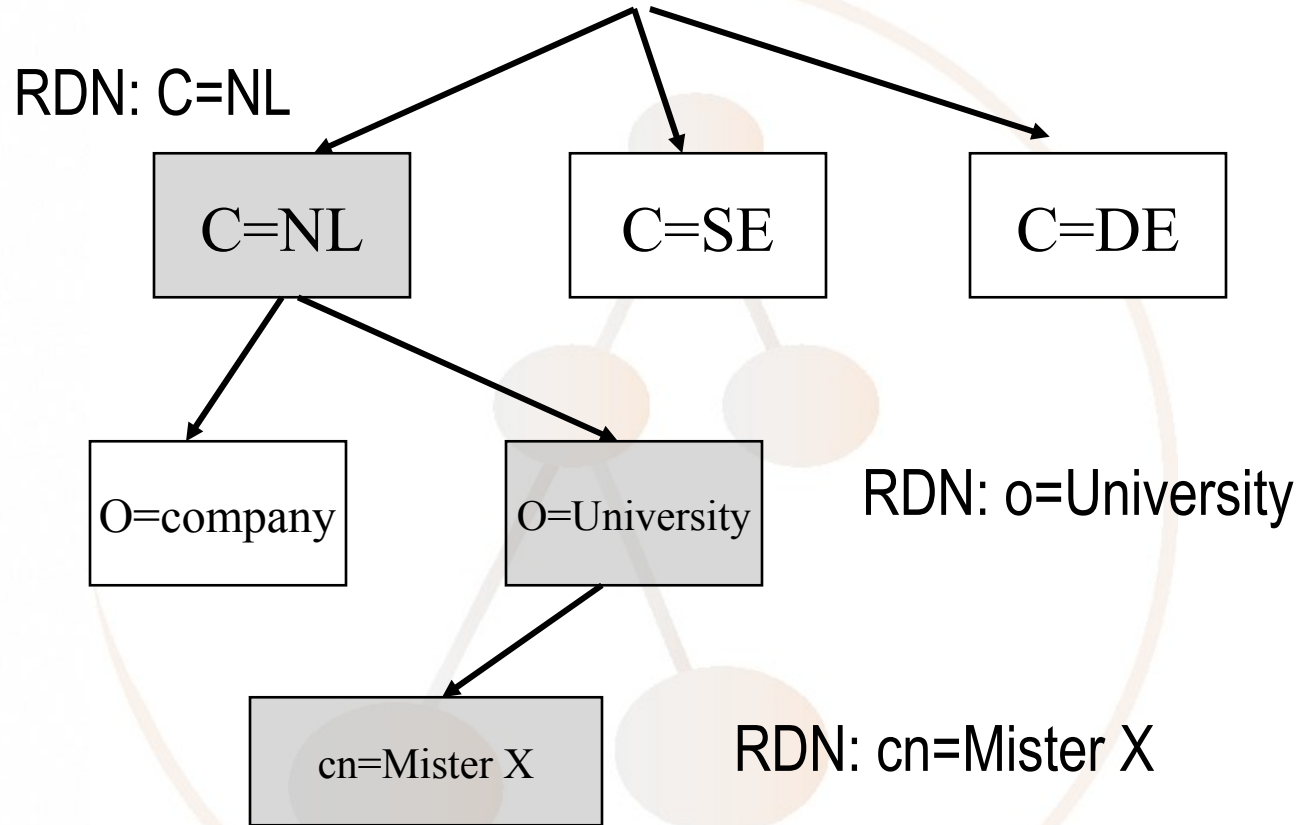 RDN: C=NL
C=NL
C=SE
C=DE
O=company
O=University
RDN: o=University
cn=Mister X
RDN: cn=Mister X